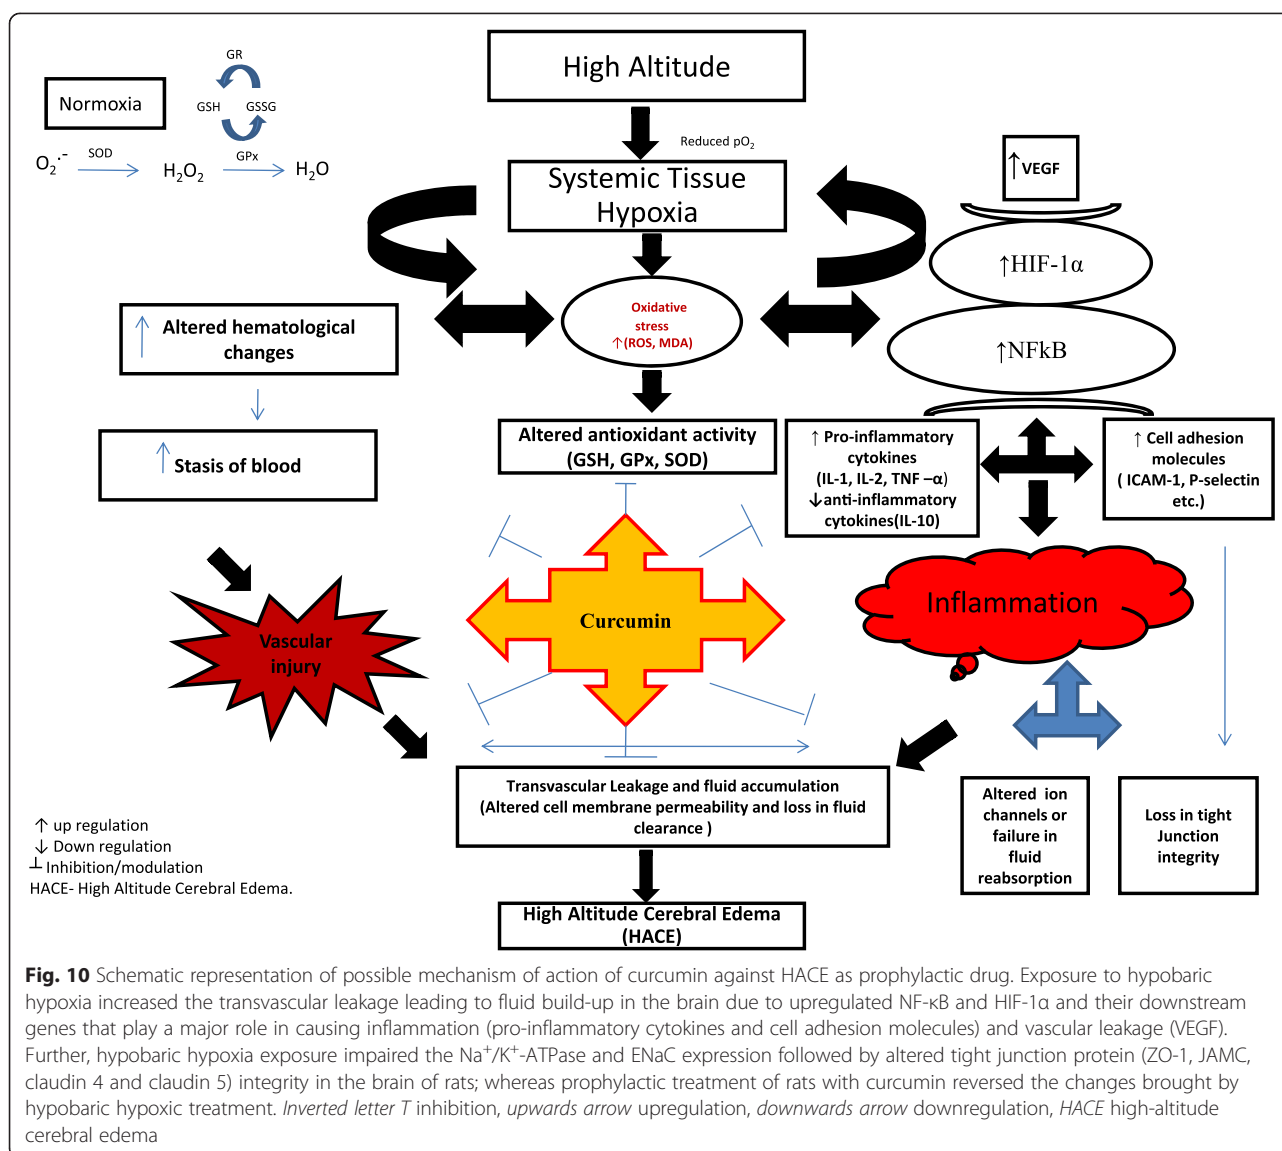 High Altitude
GR
GSH GSSG
Normoxia
O₂·⁻ SOD H₂O₂ GPx H₂O
Reduced pO₂
Systemic Tissue
Hypoxia
↑VEGF
↑HIF-1α
↑NFkB
Oxidative
stress
↑(ROS, MDA)
Altered hematological
changes
Stasis of blood
Altered antioxidant activity
(GSH, GPx, SOD)
↑ Pro-inflammatory
cytokines
(IL-1, IL-2, TNF –α)
↓anti-inflammatory
cytokines(IL-10)
↑ Cell adhesion
molecules
( ICAM-1, P-selectin
etc.)
Vascular
injury
Curcumin
Inflammation
Transvascular Leakage and fluid accumulation
(Altered cell membrane permeability and loss in fluid
clearance )
Altered ion
channels or
failure in
fluid
reabsorption
Loss in tight
Junction
integrity
↑ up regulation
↓ Down regulation
┴ Inhibition/modulation
HACE- High Altitude Cerebral Edema.
High Altitude Cerebral Edema
(HACE)
Fig. 10 Schematic representation of possible mechanism of action of curcumin against HACE as prophylactic drug. Exposure to hypobaric
hypoxia increased the transvascular leakage leading to fluid build-up in the brain due to upregulated NF-κB and HIF-1α and their downstream
genes that play a major role in causing inflammation (pro-inflammatory cytokines and cell adhesion molecules) and vascular leakage (VEGF).
Further, hypobaric hypoxia exposure impaired the Na⁺/K⁺-ATPase and ENaC expression followed by altered tight junction protein (ZO-1, JAMC,
claudin 4 and claudin 5) integrity in the brain of rats; whereas prophylactic treatment of rats with curcumin reversed the changes brought by
hypobaric hypoxic treatment. Inverted letter T inhibition, upwards arrow upregulation, downwards arrow downregulation, HACE high-altitude
cerebral edema